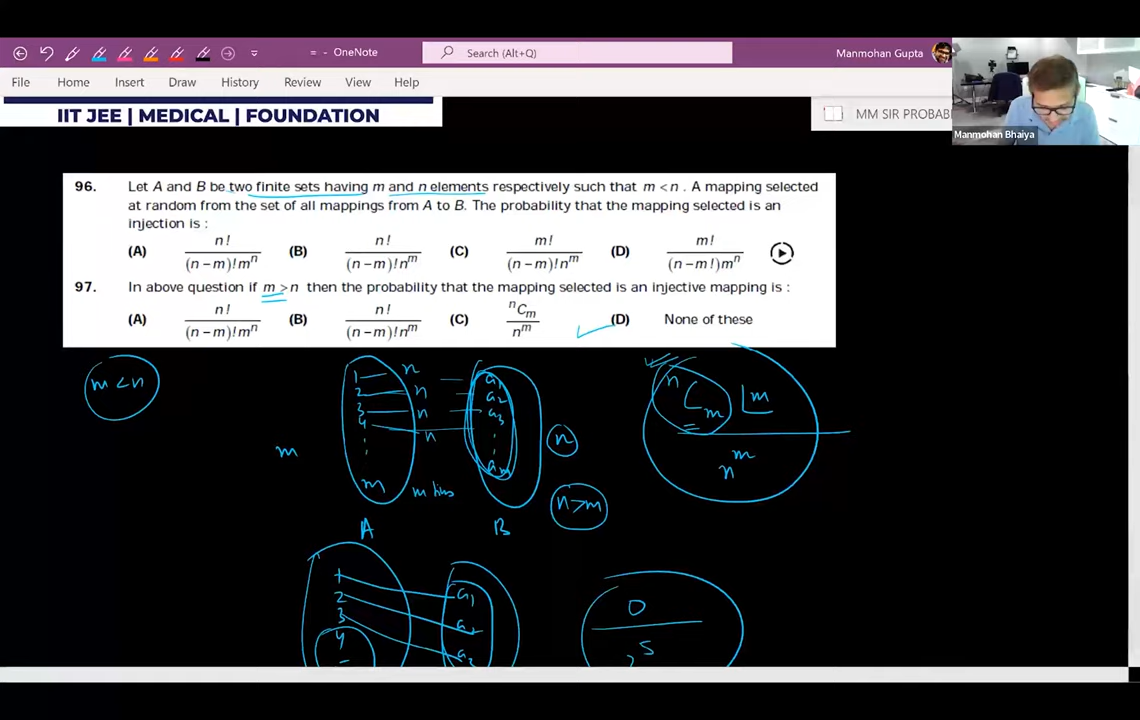 = - OneNote
Search (Alt+Q)
Manmohan Gupta
File Home Insert Draw History Review View Help
IIT JEE | MEDICAL | FOUNDATION
MM SIR PROBAB
Manmohan Bhaiya
96. Let A and B be two finite sets having m and n elements respectively such that m < n . A mapping selected
at random from the set of all mappings from A to B. The probability that the mapping selected is an
injection is :
(A) n! / (n−m)! m^n (B) n! / (n−m)! n^m (C) m! / (n−m)! n^m (D) m! / (n−m!) m^n
97. In above question if m > n then the probability that the mapping selected is an injective mapping is :
(A) n! / (n−m)! m^n (B) n! / (n−m)! n^m (C) ^nC_m / n^m (D) None of these
m < n
1 n a1
2 n a2
3 n a3
4 n
m
m
m times
am
n
n > m
A B
^nC_m ⌊m
n^m
1 a1
2
3
4
0
5